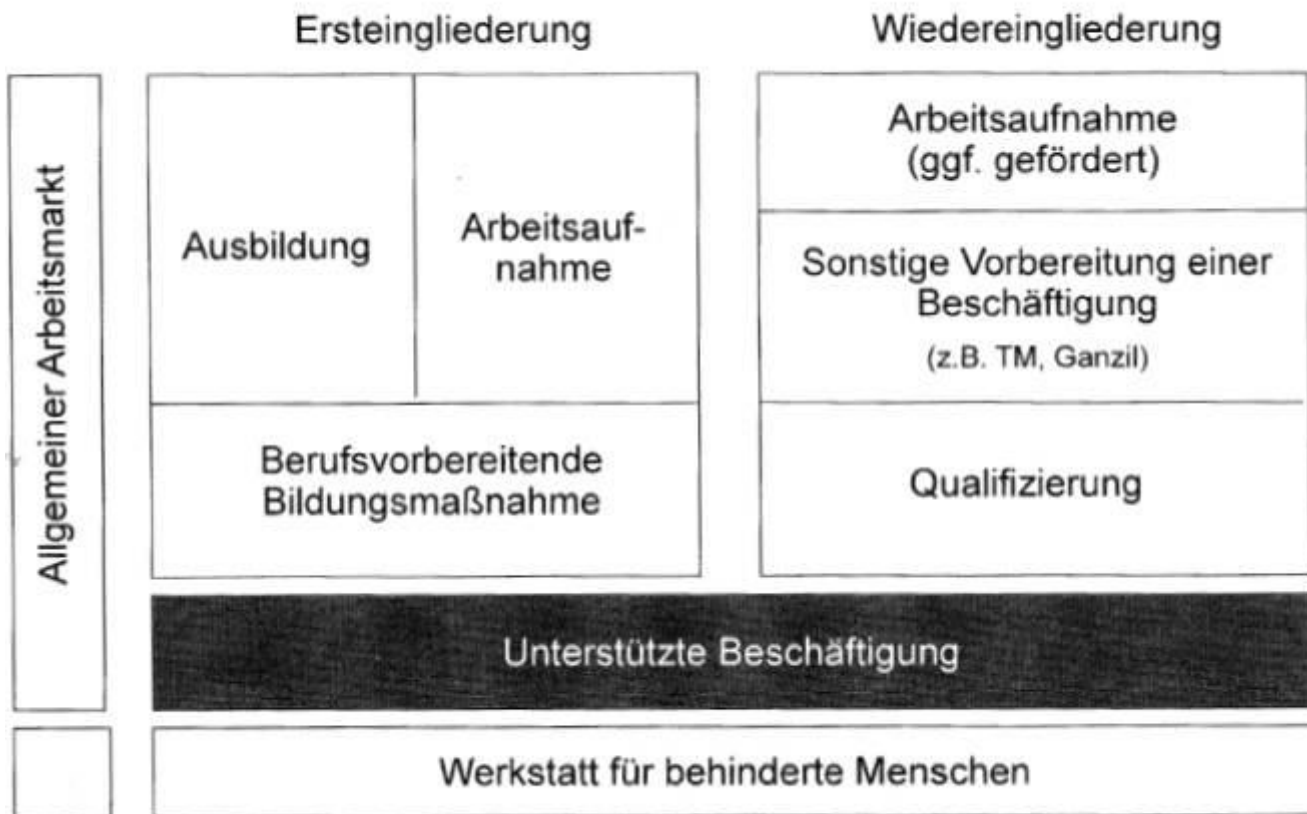 Ersteingliederung
Wiedereingliederung
Allgemeiner Arbeitsmarkt
Ausbildung
Arbeitsauf-
nahme
Berufsvorbereitende
Bildungsmaßnahme
Arbeitsaufnahme
(ggf. gefördert)
Sonstige Vorbereitung einer
Beschäftigung
(z.B. TM, Ganzil)
Qualifizierung
Unterstützte Beschäftigung
Werkstatt für behinderte Menschen